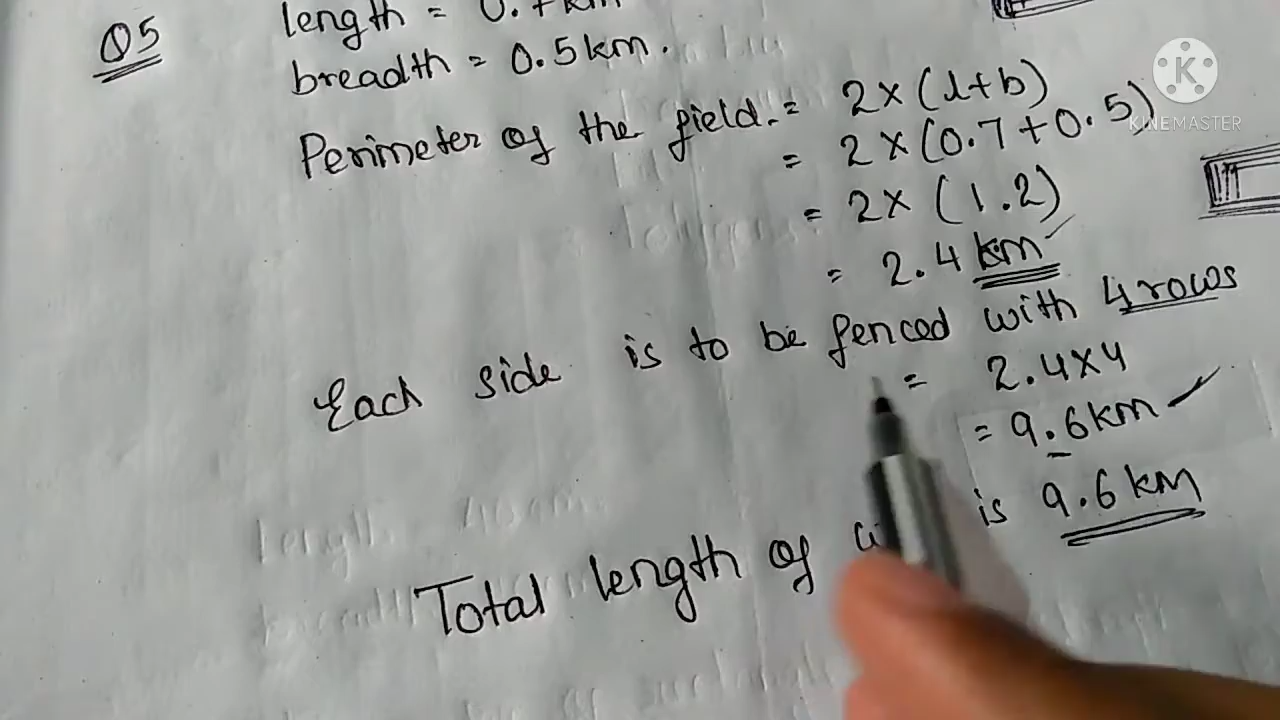 Q5
length = 0.7km
breadth = 0.5km.
Perimeter of the field. = 2×(l+b)
= 2×(0.7+0.5)
= 2×(1.2)
= 2.4 km
Each side is to be fenced with 4 rows
= 2.4×4
= 9.6km
Total length of is 9.6km
KINEMASTER